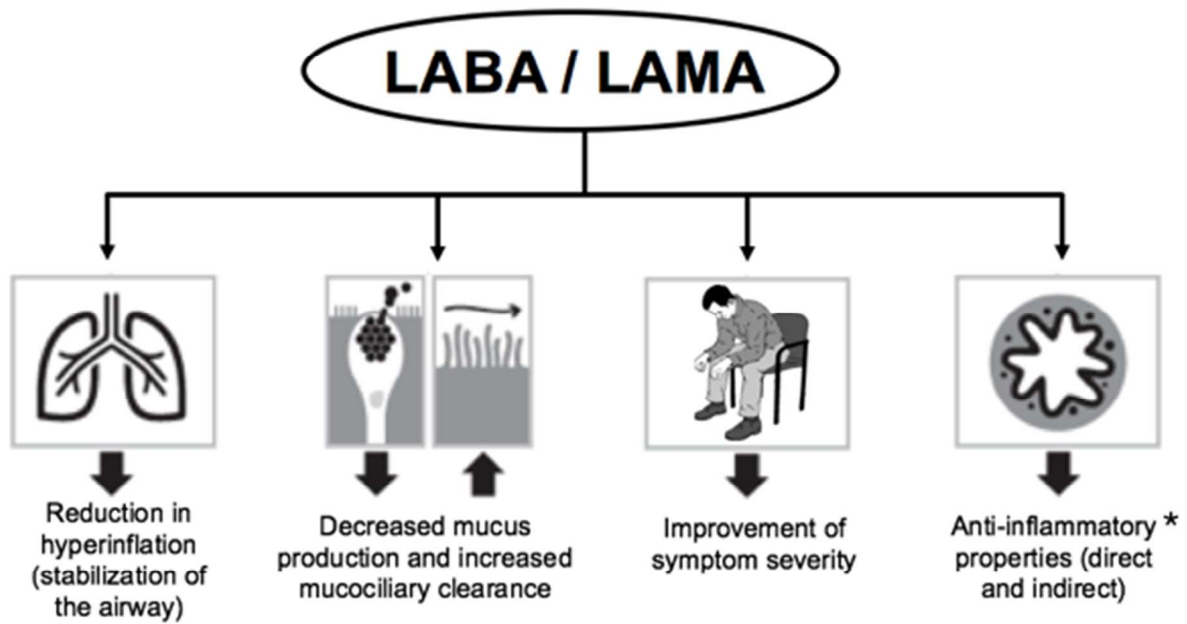 LABA / LAMA
Reduction in
hyperinflation
(stabilization of
the airway)
Decreased mucus
production and increased
mucociliary clearance
Improvement of
symptom severity
Anti-inflammatory *
properties (direct
and indirect)